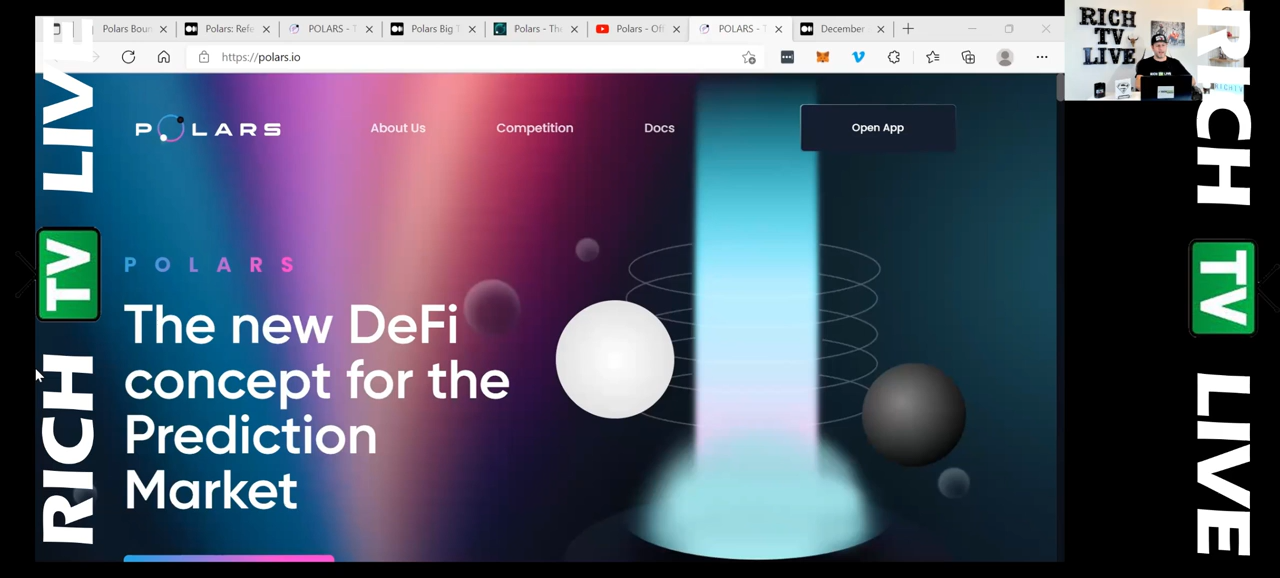 Polars Boun
Polars: Refe
POLARS - T
Polars Big T
Polars - The
Polars - Off
POLARS - T
December
https://polars.io
RICH
TV
LIVE
RICH TV LIVE
RICH TV LIVE
POLARS
About Us
Competition
Docs
Open App
POLARS
The new DeFi
concept for the
Prediction
Market